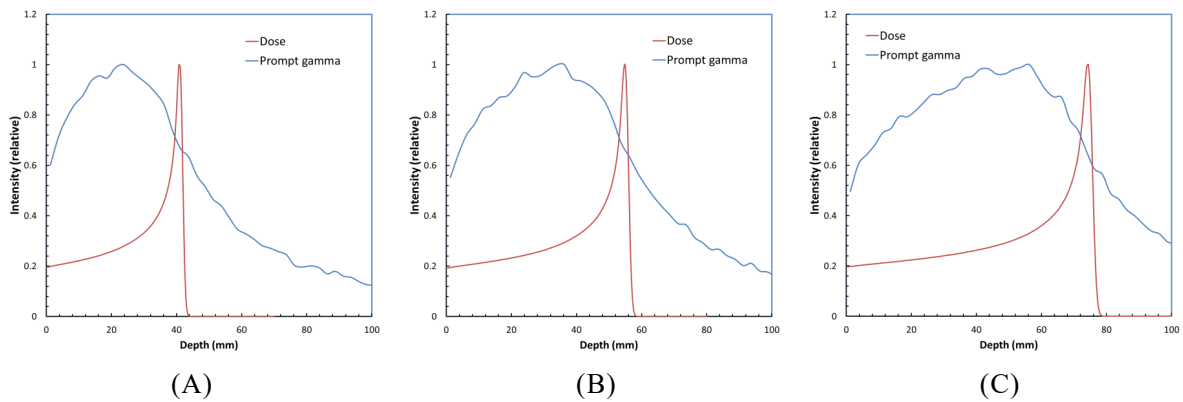 1.2
1
0.8
0.6
0.4
0.2
0
Intensity (relative)
Dose
Prompt gamma
0 20 40 60 80 100
Depth (mm)
(A)
1.2
1
0.8
0.6
0.4
0.2
0
Intensity (relative)
Dose
Prompt gamma
0 20 40 60 80 100
Depth (mm)
(B)
1.2
1
0.8
0.6
0.4
0.2
0
Intensity (relative)
Dose
Prompt gamma
0 20 40 60 80 100
Depth (mm)
(C)